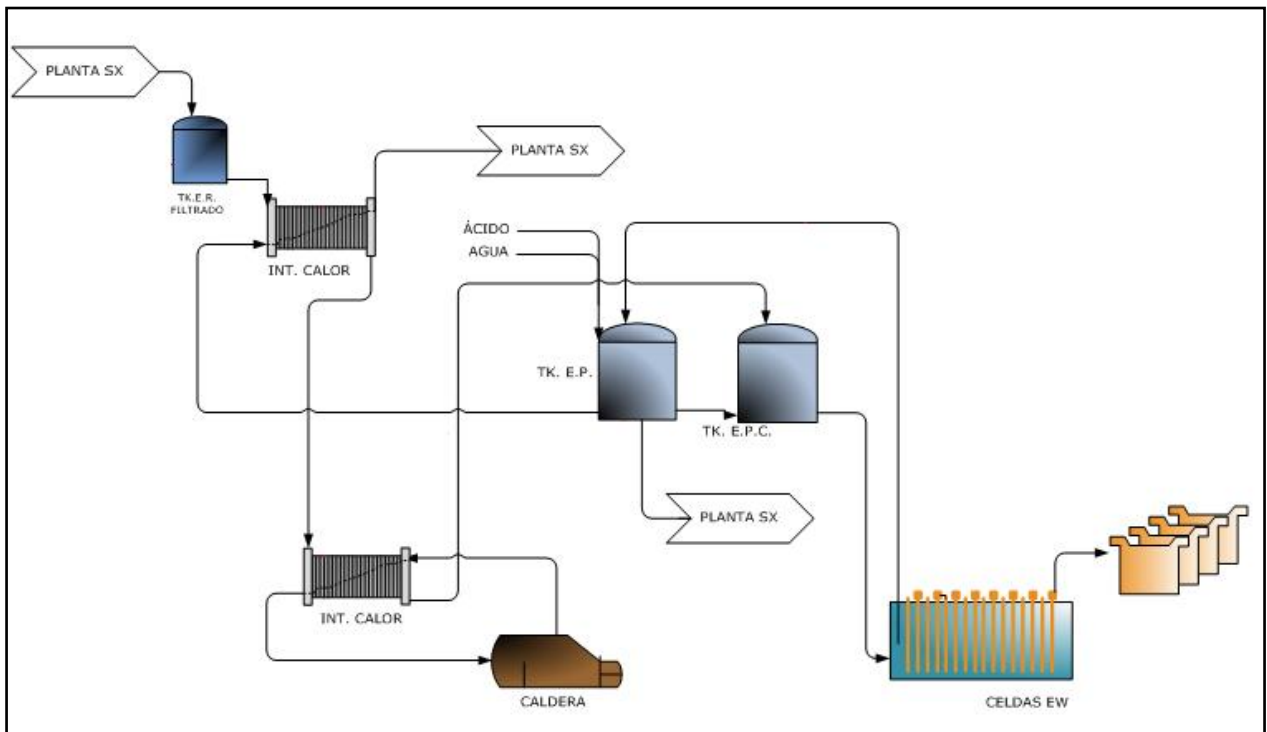 PLANTA SX
PLANTA SX
TK.E.R.
FILTRADO
ÁCIDO
AGUA
INT. CALOR
TK. E.P.
TK. E.P.C.
PLANTA SX
INT. CALOR
CALDERA
CELDAS EW